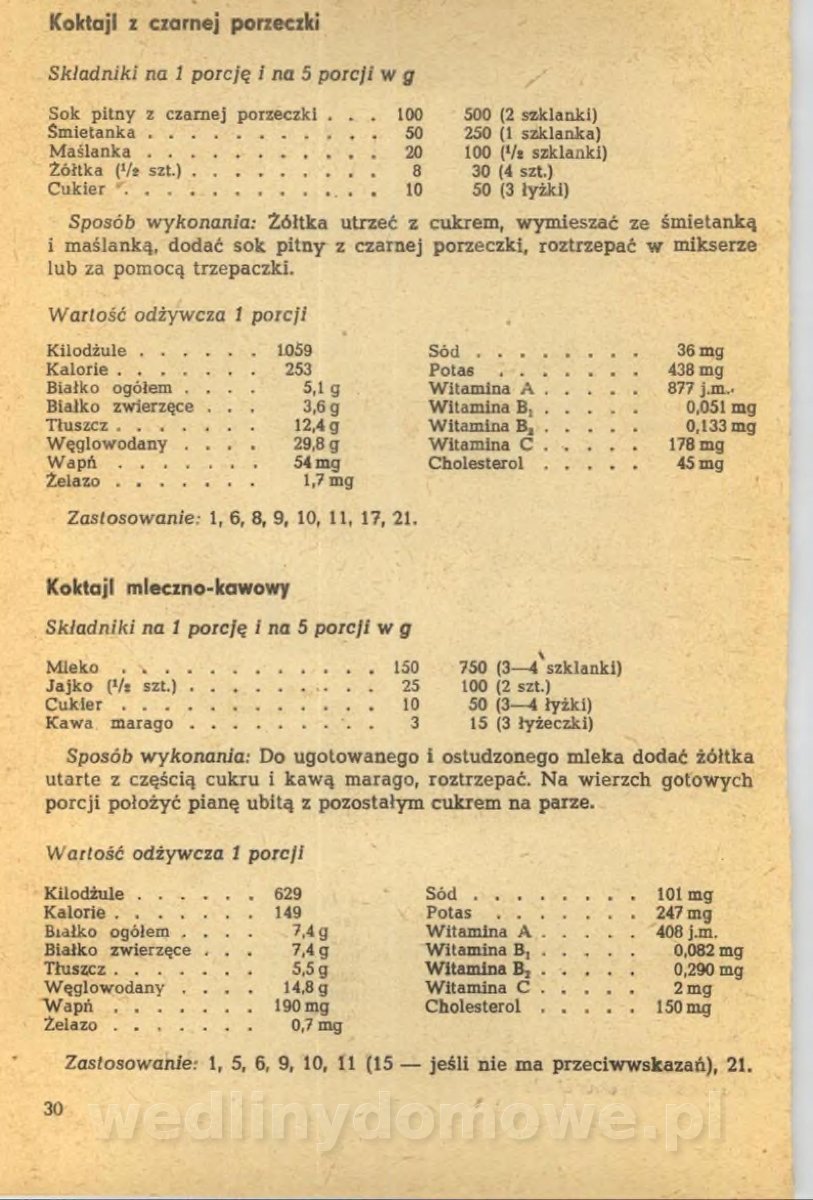 Koktajl z czarnej porzeczki
Składniki na 1 porcję i na 5 porcji w g
Sok pitny z czarnej porzeczki . . . 100 500 (2 szklanki)
Śmietanka . . . . . . . . . . . 50 250 (1 szklanka)
Maślanka . . . . . . . . . . . 20 100 (1/2 szklanki)
Żółtka (1/2 szt.) . . . . . . . . . 8 30 (4 szt.)
Cukier . . . . . . . . . . . . 10 50 (3 łyżki)
Sposób wykonania: Żółtka utrzeć z cukrem, wymieszać ze śmietanką
i maślanką, dodać sok pitny z czarnej porzeczki, roztrzepać w mikserze
lub za pomocą trzepaczki.
Wartość odżywcza 1 porcji
Kilodżule . . . . . . 1059 Sód . . . . . . . . 36 mg
Kalorie . . . . . . . 253 Potas . . . . . . . 438 mg
Białko ogółem . . . . 5,1 g Witamina A . . . . . 877 j.m.
Białko zwierzęce . . . 3,6 g Witamina B1 . . . . . 0,051 mg
Tłuszcz . . . . . . . 12,4 g Witamina B2 . . . . . 0,133 mg
Węglowodany . . . . 29,8 g Witamina C . . . . . 178 mg
Wapń . . . . . . . 54 mg Cholesterol . . . . . 45 mg
Żelazo . . . . . . . 1,7 mg
Zastosowanie: 1, 6, 8, 9, 10, 11, 17, 21.
Koktajl mleczno-kawowy
Składniki na 1 porcję i na 5 porcji w g
Mleko . . . . . . . . . . . . 150 750 (3—4 szklanki)
Jajko (1/2 szt.) . . . . . . . . . 25 100 (2 szt.)
Cukier . . . . . . . . . . . . 10 50 (3—4 łyżki)
Kawa marago . . . . . . . . . 3 15 (3 łyżeczki)
Sposób wykonania: Do ugotowanego i ostudzonego mleka dodać żółtka
utarte z częścią cukru i kawą marago, roztrzepać. Na wierzch gotowych
porcji położyć pianę ubitą z pozostałym cukrem na parze.
Wartość odżywcza 1 porcji
Kilodżule . . . . . . 629 Sód . . . . . . . . 101 mg
Kalorie . . . . . . . 149 Potas . . . . . . . 247 mg
Białko ogółem . . . . 7,4 g Witamina A . . . . . 408 j.m.
Białko zwierzęce . . . 7,4 g Witamina B1 . . . . . 0,082 mg
Tłuszcz . . . . . . . 5,5 g Witamina B2 . . . . . 0,290 mg
Węglowodany . . . . 14,8 g Witamina C . . . . . 2 mg
Wapń . . . . . . . 190 mg Cholesterol . . . . . 150 mg
Żelazo . . . . . . . 0,7 mg
Zastosowanie: 1, 5, 6, 9, 10, 11 (15 — jeśli nie ma przeciwwskazań), 21.
30
wedlinydomowe.pl